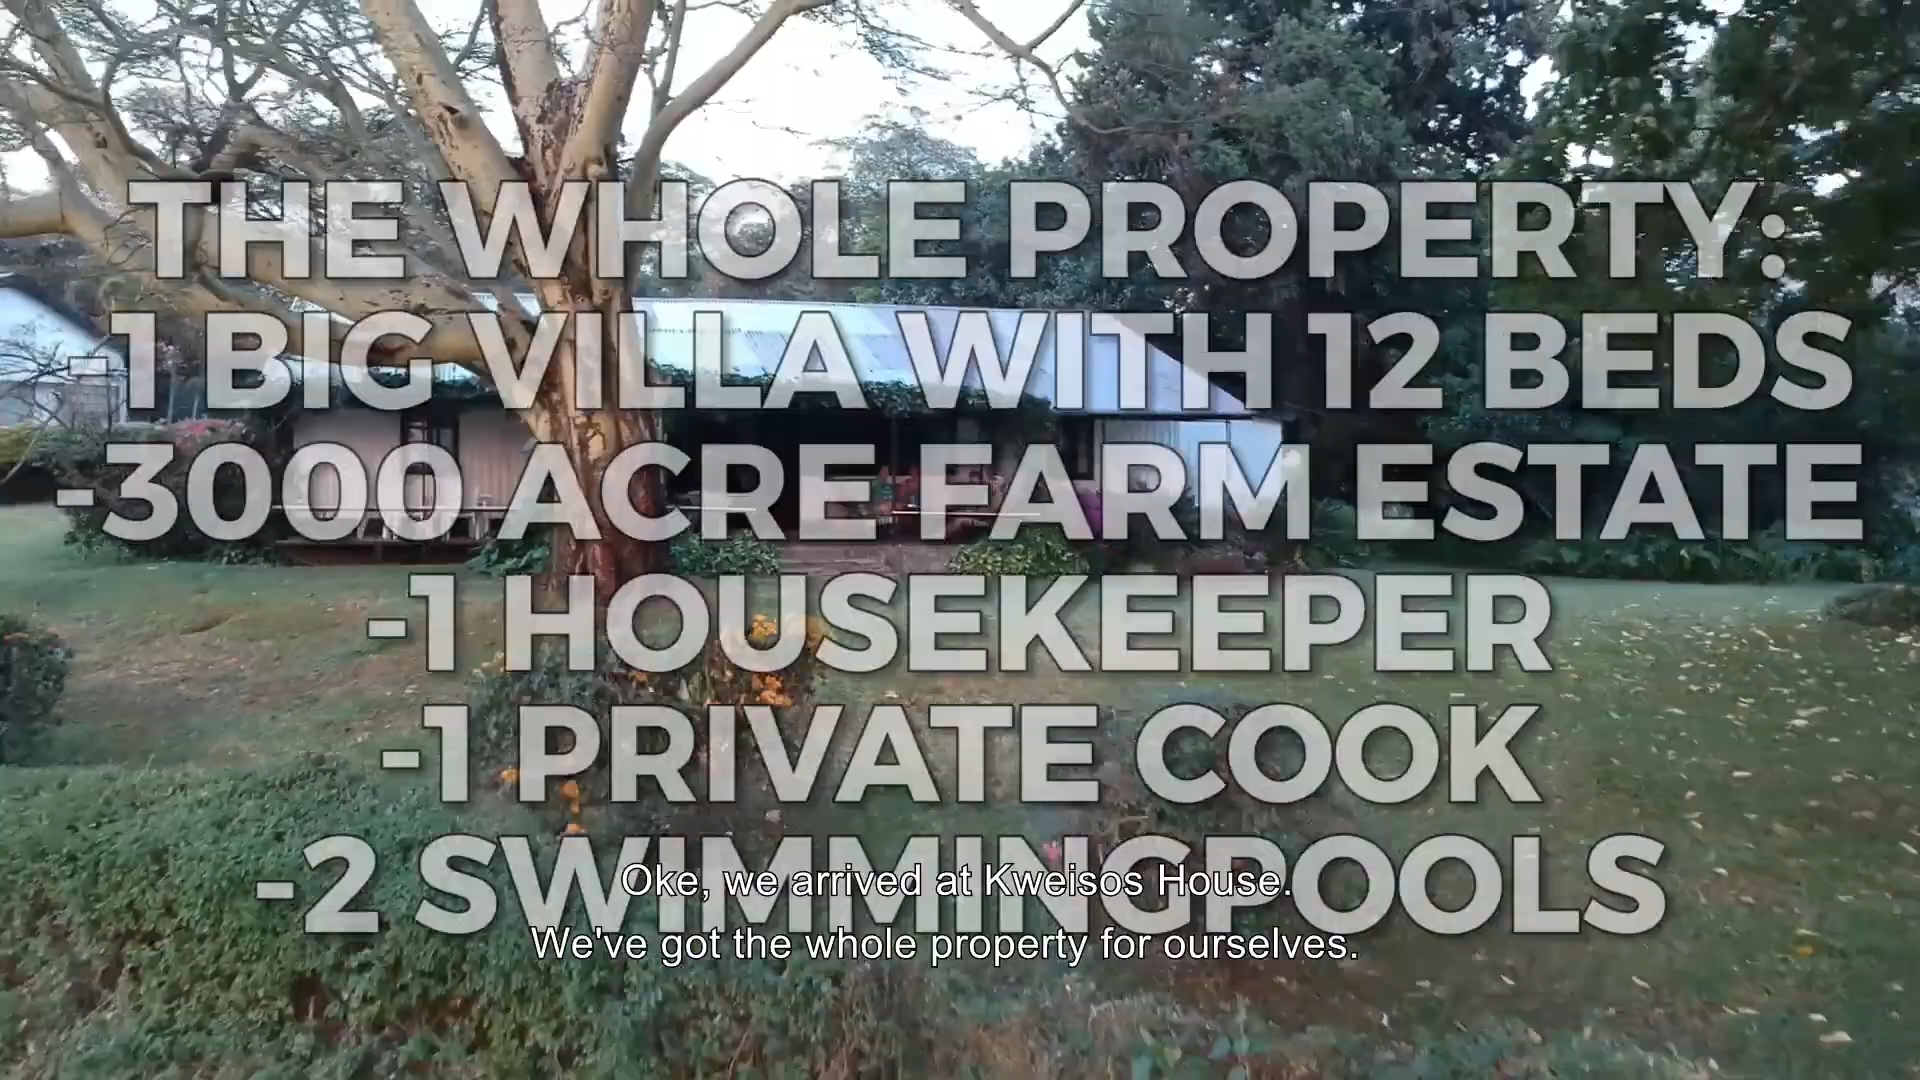 THE WHOLE PROPERTY:
-1 BIG VILLA WITH 12 BEDS
-3000 ACRE FARM ESTATE
-1 HOUSEKEEPER
-1 PRIVATE COOK
-2 SWIMMINGPOOLS
Oke, we arrived at Kweisos House.
We've got the whole property for ourselves.